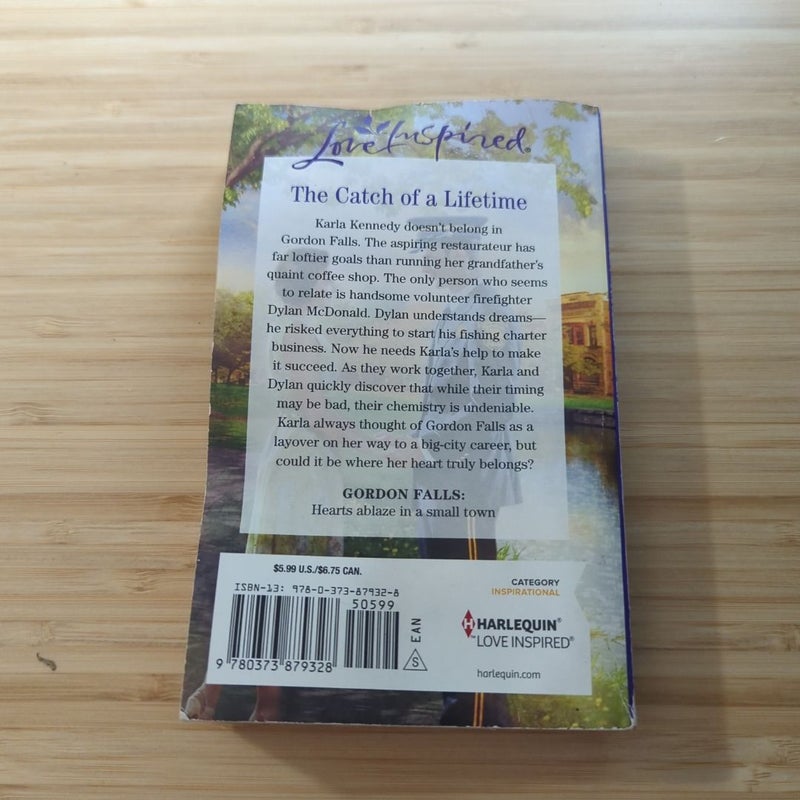 Love Inspired®
The Catch of a Lifetime
Karla Kennedy doesn't belong in
Gordon Falls. The aspiring restaurateur has
far loftier goals than running her grandfather's
quaint coffee shop. The only person who seems
to relate is handsome volunteer firefighter
Dylan McDonald. Dylan understands dreams—
he risked everything to start his fishing charter
business. Now he needs Karla's help to make
it succeed. As they work together, Karla and
Dylan quickly discover that while their timing
may be bad, their chemistry is undeniable.
Karla always thought of Gordon Falls as a
layover on her way to a big-city career, but
could it be where her heart truly belongs?
GORDON FALLS:
Hearts ablaze in a small town
$5.99 U.S./$6.75 CAN.
ISBN-13: 978-0-373-87932-8
50599
9 780373 879328
EAN
S
CATEGORY
INSPIRATIONAL
H HARLEQUIN®
™LOVE INSPIRED®
harlequin.com